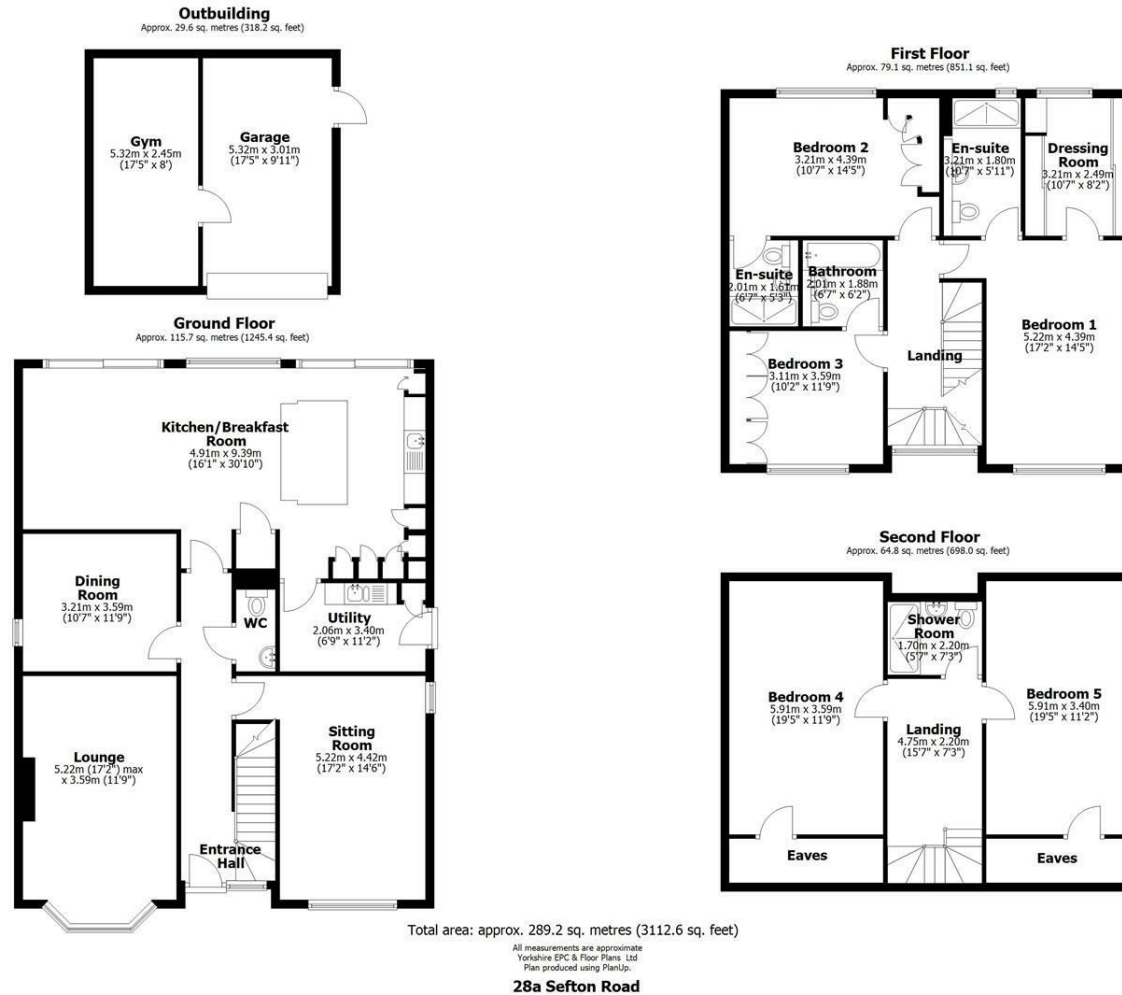 Outbuilding
Approx. 29.6 sq. metres (318.2 sq. feet)
Gym
5.32m x 2.45m
(17'5" x 8')
Garage
5.32m x 3.01m
(17'5" x 9'11")
Ground Floor
Approx. 115.7 sq. metres (1245.4 sq. feet)
Kitchen/Breakfast
Room
4.91m x 9.39m
(16'1" x 30'10")
Dining
Room
3.21m x 3.59m
(10'7" x 11'9")
WC
Utility
2.06m x 3.40m
(6'9" x 11'2")
Lounge
5.22m (17'2") max
x 3.59m (11'9")
Sitting
Room
5.22m x 4.42m
(17'2" x 14'6")
Entrance
Hall
First Floor
Approx. 79.1 sq. metres (851.1 sq. feet)
Bedroom 2
3.21m x 4.39m
(10'7" x 14'5")
En-suite
3.21m x 1.80m
(10'7" x 5'11")
Dressing
Room
3.21m x 2.49m
(10'7" x 8'2")
En-suite
2.01m x 1.61m
(6'7" x 5'3")
Bathroom
2.01m x 1.88m
(6'7" x 6'2")
Bedroom 1
5.22m x 4.39m
(17'2" x 14'5")
Landing
Bedroom 3
3.11m x 3.59m
(10'2" x 11'9")
Second Floor
Approx. 64.8 sq. metres (698.0 sq. feet)
Shower
Room
1.70m x 2.20m
(5'7" x 7'3")
Bedroom 4
5.91m x 3.59m
(19'5" x 11'9")
Bedroom 5
5.91m x 3.40m
(19'5" x 11'2")
Landing
4.75m x 2.20m
(15'7" x 7'3")
Eaves
Eaves
Total area: approx. 289.2 sq. metres (3112.6 sq. feet)
All measurements are approximate
Yorkshire EPC & Floor Plans Ltd
Plan produced using PlanUp.
28a Sefton Road